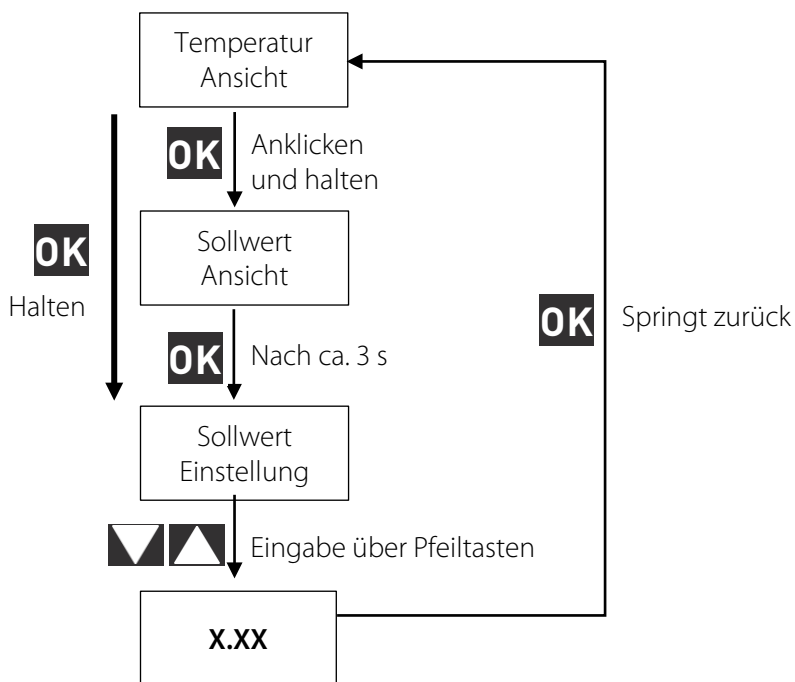 Temperatur
Ansicht
OK
Anklicken
und halten
OK
Halten
Sollwert
Ansicht
OK
Springt zurück
OK
Nach ca. 3 s
Sollwert
Einstellung
Eingabe über Pfeiltasten
X.XX